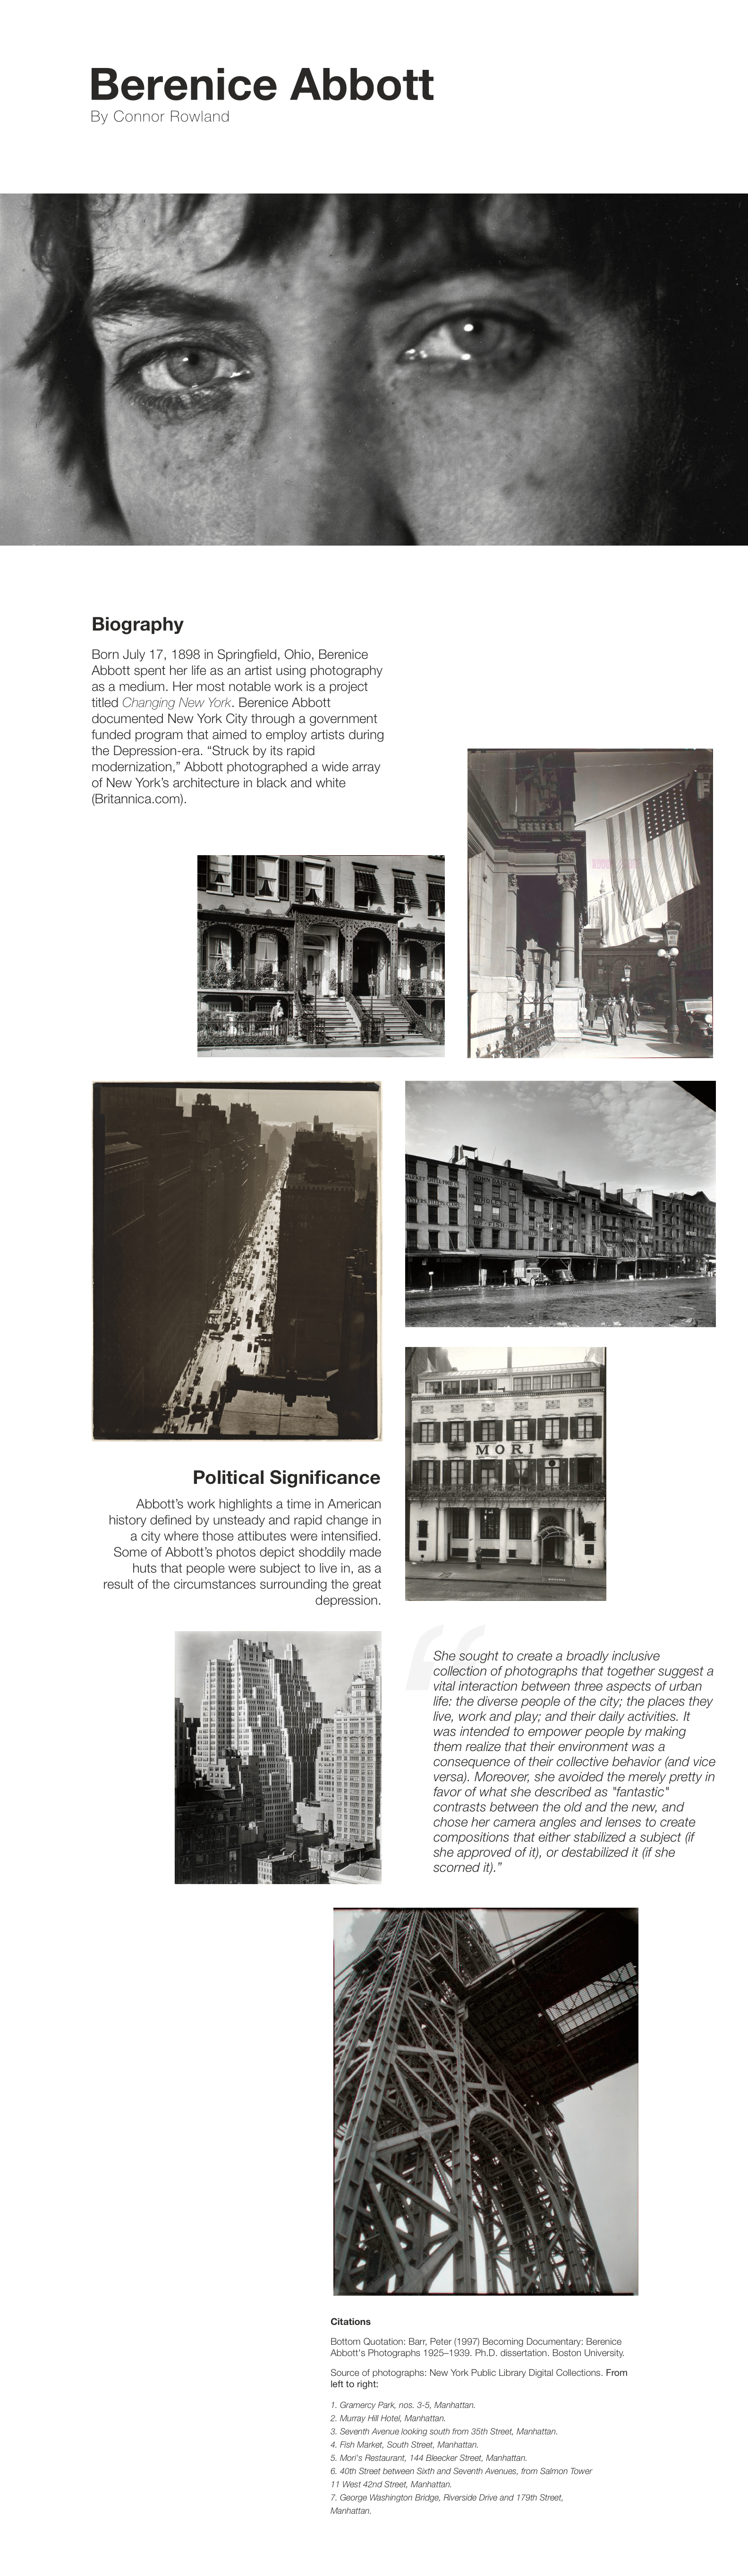 Berenice Abbott
By Connor Rowland
Biography
Born July 17, 1898 in Springfield, Ohio, Berenice
Abbott spent her life as an artist using photography
as a medium. Her most notable work is a project
titled Changing New York. Berenice Abbott
documented New York City through a government
funded program that aimed to employ artists during
the Depression-era. “Struck by its rapid
modernization,” Abbott photographed a wide array
of New York’s architecture in black and white
(Britannica.com).
MORI
Political Significance
Abbott’s work highlights a time in American
history defined by unsteady and rapid change in
a city where those attibutes were intensified.
Some of Abbott’s photos depict shoddily made
huts that people were subject to live in, as a
result of the circumstances surrounding the great
depression.
“
She sought to create a broadly inclusive
collection of photographs that together suggest a
vital interaction between three aspects of urban
life: the diverse people of the city; the places they
live, work and play; and their daily activities. It
was intended to empower people by making
them realize that their environment was a
consequence of their collective behavior (and vice
versa). Moreover, she avoided the merely pretty in
favor of what she described as "fantastic"
contrasts between the old and the new, and
chose her camera angles and lenses to create
compositions that either stabilized a subject (if
she approved of it), or destabilized it (if she
scorned it).”
Citations
Bottom Quotation: Barr, Peter (1997) Becoming Documentary: Berenice
Abbott's Photographs 1925–1939. Ph.D. dissertation. Boston University.
Source of photographs: New York Public Library Digital Collections. From
left to right:
1. Gramercy Park, nos. 3-5, Manhattan.
2. Murray Hill Hotel, Manhattan.
3. Seventh Avenue looking south from 35th Street, Manhattan.
4. Fish Market, South Street, Manhattan.
5. Mori's Restaurant, 144 Bleecker Street, Manhattan.
6. 40th Street between Sixth and Seventh Avenues, from Salmon Tower
11 West 42nd Street, Manhattan.
7. George Washington Bridge, Riverside Drive and 179th Street,
Manhattan.